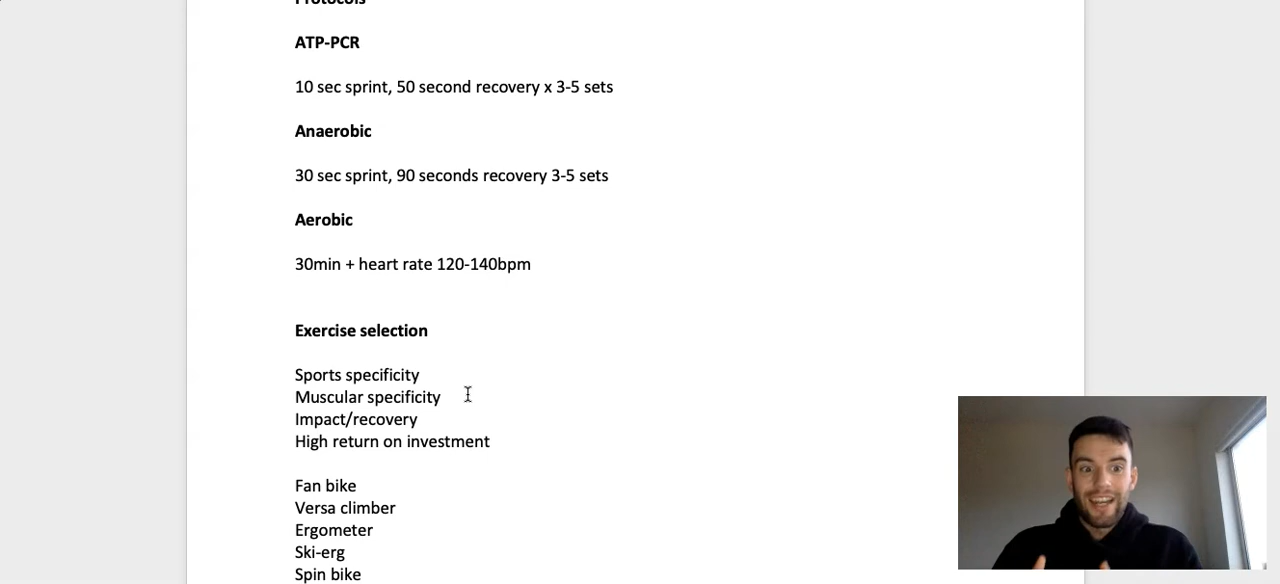 Protocols
ATP-PCR
10 sec sprint, 50 second recovery x 3-5 sets
Anaerobic
30 sec sprint, 90 seconds recovery 3-5 sets
Aerobic
30min + heart rate 120-140bpm
Exercise selection
Sports specificity
Muscular specificity
Impact/recovery
High return on investment
Fan bike
Versa climber
Ergometer
Ski-erg
Spin bike